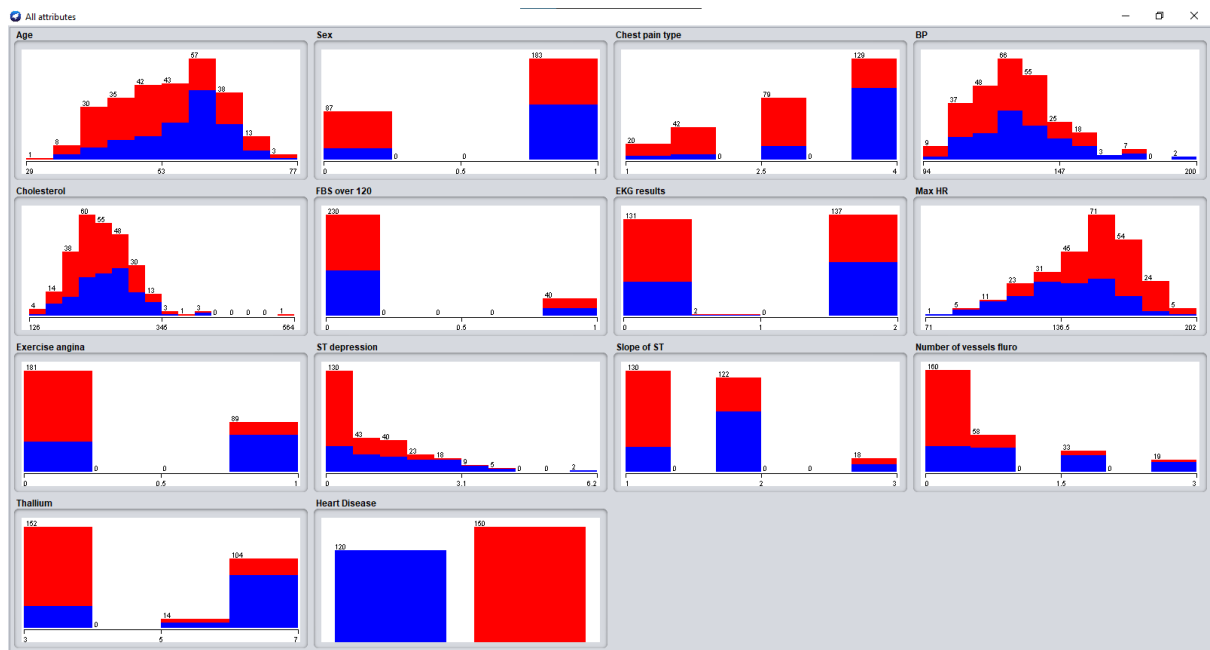 All attributes
Age
1 8 30 35 42 43 57 38 13 3
29 53 77
Sex
87 0 0 183
0 0.5 1
Chest pain type
20 42 0 79 0 129
1 2.5 4
BP
9 37 48 66 55 25 18 3 7 0 2
94 147 200
Cholesterol
4 14 38 60 55 48 30 13 3 1 3 0 0 0 0 1
126 345 564
FBS over 120
230 0 0 0 40
0 0.5 1
EKG results
131 2 0 137
0 1 2
Max HR
1 5 11 23 31 46 71 54 24 5
71 136.5 202
Exercise angina
181 0 0 89
0 0.5 1
ST depression
130 43 40 23 18 9 5 0 0 2
0 3.1 6.2
Slope of ST
130 0 122 0 0 18
1 2 3
Number of vessels fluro
160 58 0 33 0 19
0 1.5 3
Thallium
152 0 14 104
3 5 7
Heart Disease
120 150